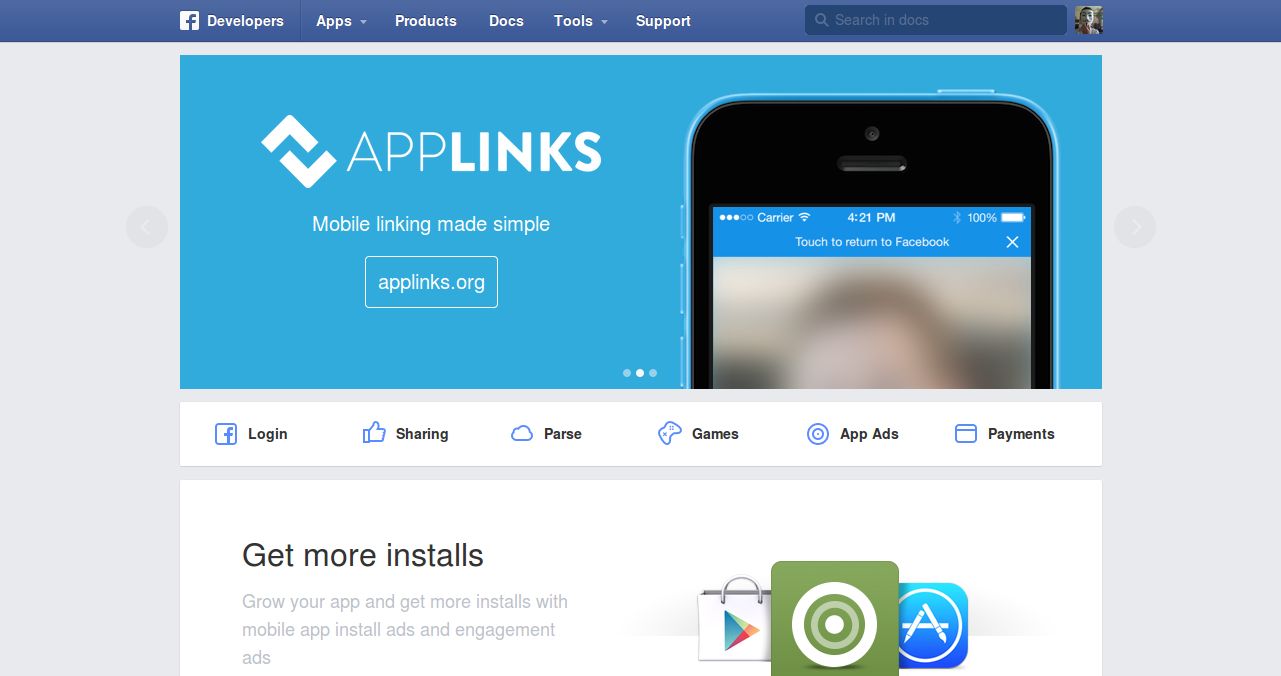 Developers Apps Products Docs Tools Support Search in docs
APPLINKS
Mobile linking made simple
applinks.org
Carrier 4:21 PM 100%
Touch to return to Facebook
Login Sharing Parse Games App Ads Payments
Get more installs
Grow your app and get more installs with
mobile app install ads and engagement
ads